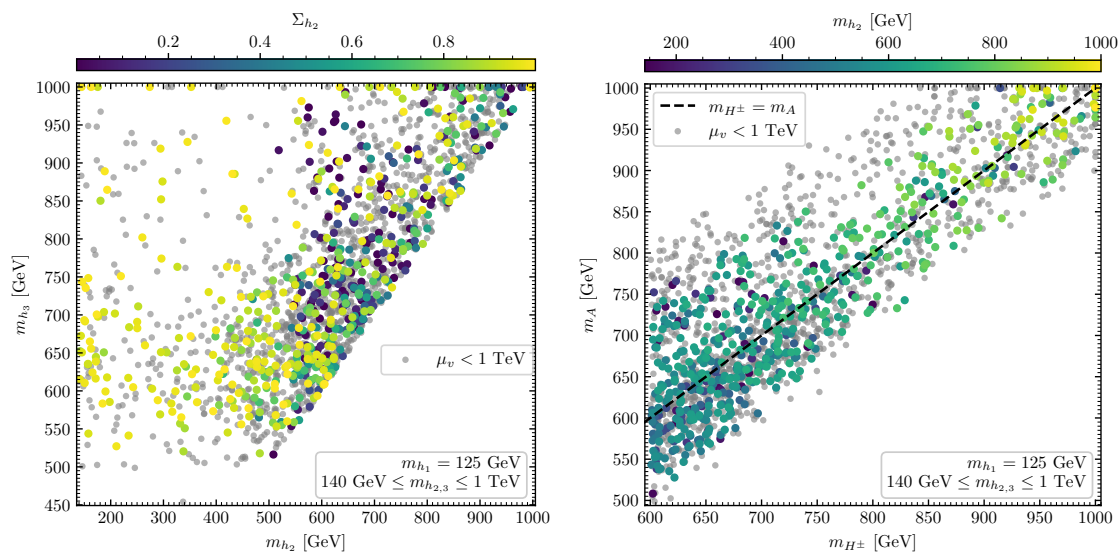 Σ_{h_2}
0.2 0.4 0.6 0.8
1000
950
900
850
800
750
700
650
600
550
500
450
m_{h_3} [GeV]
μ_v < 1 TeV
m_{h_1} = 125 GeV
140 GeV ≤ m_{h_{2,3}} ≤ 1 TeV
200 300 400 500 600 700 800 900 1000
m_{h_2} [GeV]
m_{h_2} [GeV]
200 400 600 800 1000
m_{H^±} = m_A
μ_v < 1 TeV
1000
950
900
850
800
750
700
650
600
550
500
m_A [GeV]
m_{h_1} = 125 GeV
140 GeV ≤ m_{h_{2,3}} ≤ 1 TeV
600 650 700 750 800 850 900 950 1000
m_{H^±} [GeV]